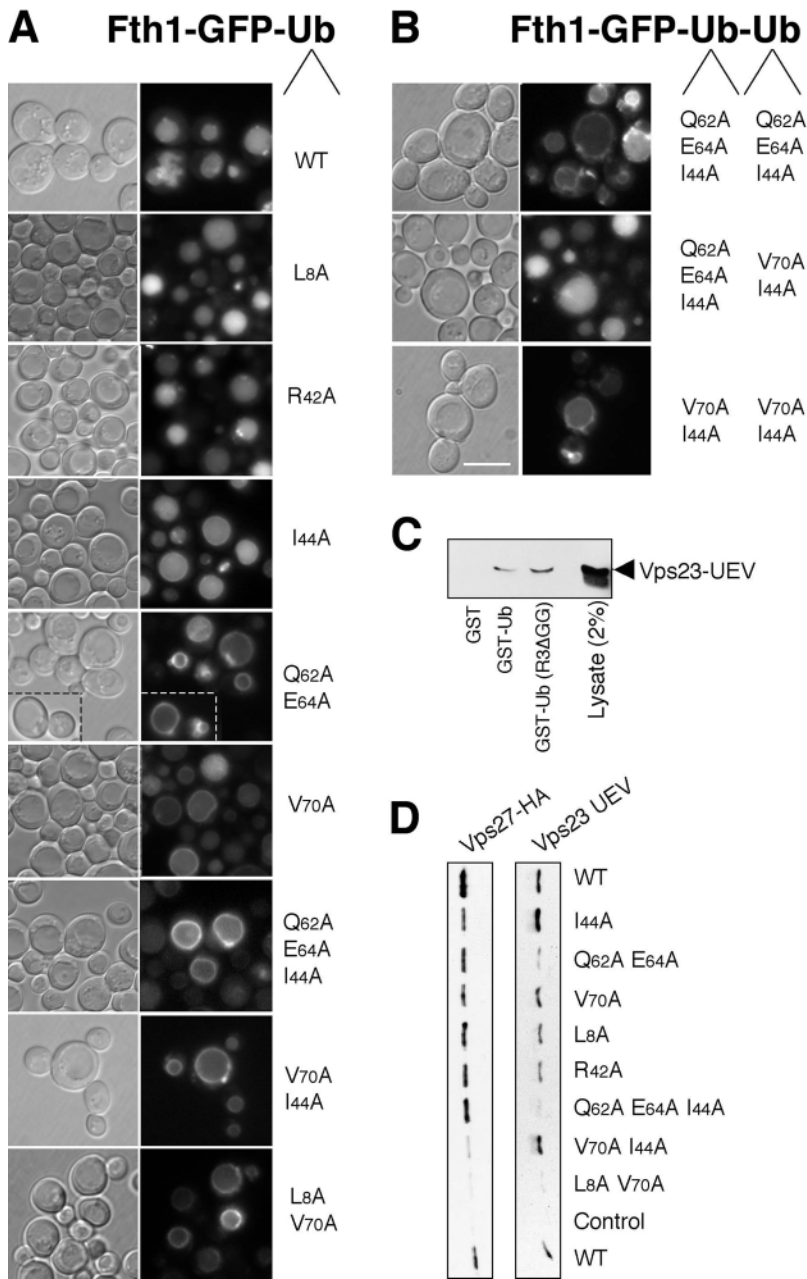 A Fth1-GFP-Ub
WT
L8A
R42A
I44A
Q62A
E64A
V70A
Q62A
E64A
I44A
V70A
I44A
L8A
V70A
B Fth1-GFP-Ub-Ub
Q62A Q62A
E64A E64A
I44A I44A
Q62A
E64A V70A
I44A I44A
V70A V70A
I44A I44A
C
Vps23-UEV
GST
GST-Ub
GST-Ub (R3ΔGG)
Lysate (2%)
D
Vps27-HA
Vps23 UEV
WT
I44A
Q62A E64A
V70A
L8A
R42A
Q62A E64A I44A
V70A I44A
L8A V70A
Control
WT